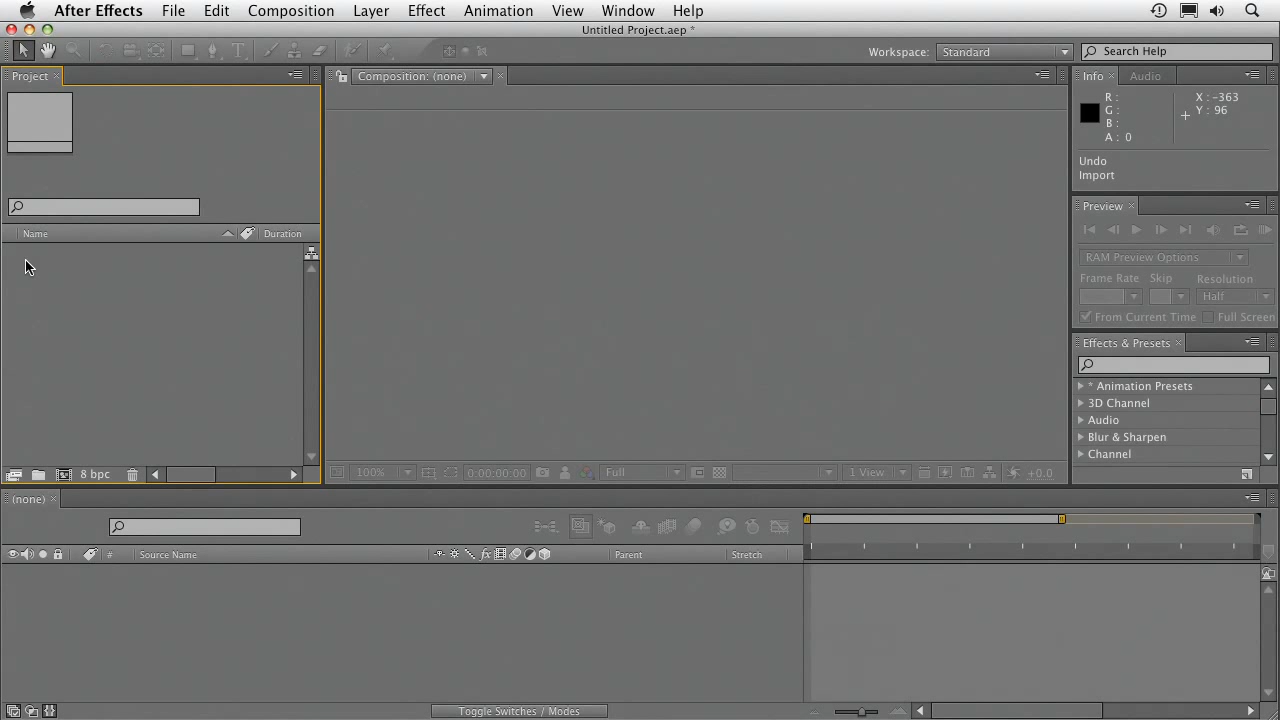 After Effects File Edit Composition Layer Effect Animation View Window Help
Untitled Project.aep *
Workspace: Standard Search Help
Project
Composition: (none)
Info Audio
R :
G :
B :
A : 0
X : -363
Y : 96
Undo
Import
Preview
RAM Preview Options
Frame Rate Skip Resolution
Half
From Current Time Full Screen
Effects & Presets
* Animation Presets
3D Channel
Audio
Blur & Sharpen
Channel
Name Duration
8 bpc
100% 0:00:00:00 Full 1 View +0.0
(none)
# Source Name fx Parent Stretch
Toggle Switches / Modes